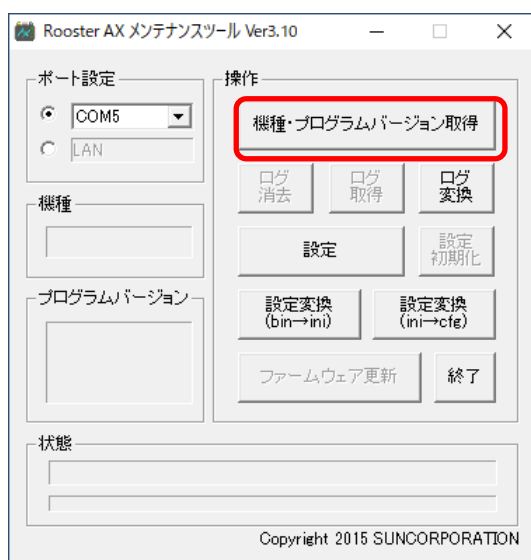 Rooster AX メンテナンスツール Ver3.10
ポート設定
COM5
LAN
機種
プログラムバージョン
操作
機種・プログラムバージョン取得
ログ
消去
ログ
取得
ログ
変換
設定
設定
初期化
設定変換
(bin→ini)
設定変換
(ini→cfg)
ファームウェア更新
終了
状態
Copyright 2015 SUNCORPORATION